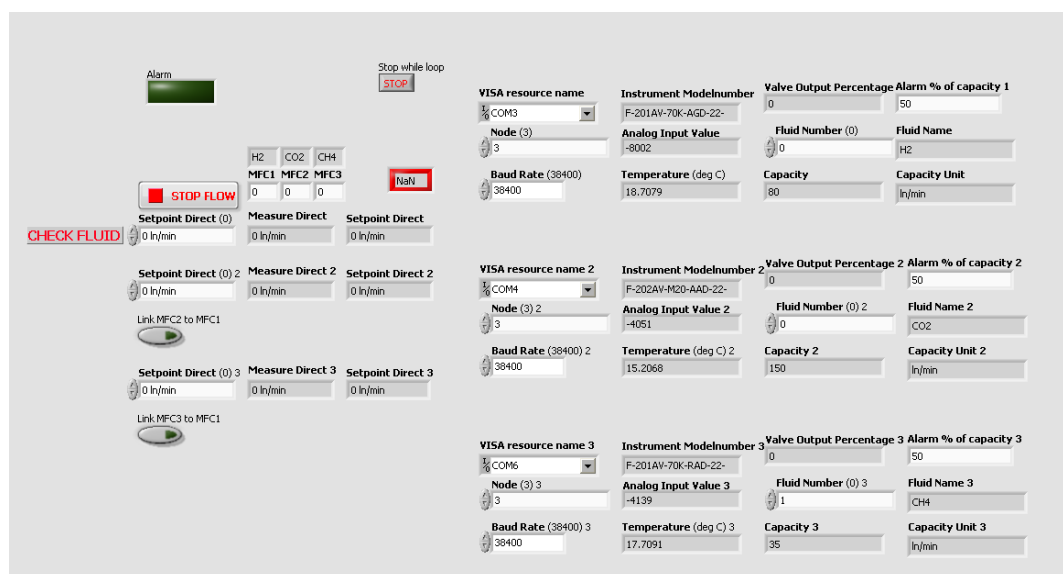 Alarm
Stop while loop
STOP
H2 CO2 CH4
MFC1 MFC2 MFC3
0 0 0
NaN
STOP FLOW
CHECK FLUID
Setpoint Direct (0) Measure Direct Setpoint Direct
0 ln/min 0 ln/min 0 ln/min
Setpoint Direct (0) 2 Measure Direct 2 Setpoint Direct 2
0 ln/min 0 ln/min 0 ln/min
Link MFC2 to MFC1
Setpoint Direct (0) 3 Measure Direct 3 Setpoint Direct 3
0 ln/min 0 ln/min 0 ln/min
Link MFC3 to MFC1
VISA resource name Instrument Modelnumber Valve Output Percentage Alarm % of capacity 1
COM3 F-201AV-70K-AGD-22- 0 50
Node (3) Analog Input Value Fluid Number (0) Fluid Name
3 -8002 0 H2
Baud Rate (38400) Temperature (deg C) Capacity Capacity Unit
38400 18.7079 80 ln/min
VISA resource name 2 Instrument Modelnumber 2 Valve Output Percentage 2 Alarm % of capacity 2
COM4 F-202AV-M20-AAD-22- 0 50
Node (3) 2 Analog Input Value 2 Fluid Number (0) 2 Fluid Name 2
3 -4051 0 CO2
Baud Rate (38400) 2 Temperature (deg C) 2 Capacity 2 Capacity Unit 2
38400 15.2068 150 ln/min
VISA resource name 3 Instrument Modelnumber 3 Valve Output Percentage 3 Alarm % of capacity 3
COM6 F-201AV-70K-RAD-22- 0 50
Node (3) 3 Analog Input Value 3 Fluid Number (0) 3 Fluid Name 3
3 -4139 1 CH4
Baud Rate (38400) 3 Temperature (deg C) 3 Capacity 3 Capacity Unit 3
38400 17.7091 35 ln/min